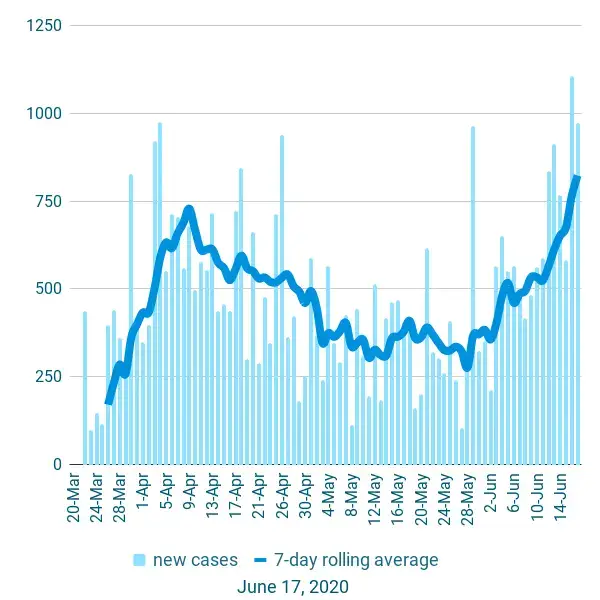 1250
1000
750
500
250
0
20-Mar
24-Mar
28-Mar
1-Apr
5-Apr
9-Apr
13-Apr
17-Apr
21-Apr
26-Apr
30-Apr
4-May
8-May
12-May
16-May
20-May
24-May
28-May
2-Jun
6-Jun
10-Jun
14-Jun
new cases 7-day rolling average
June 17, 2020